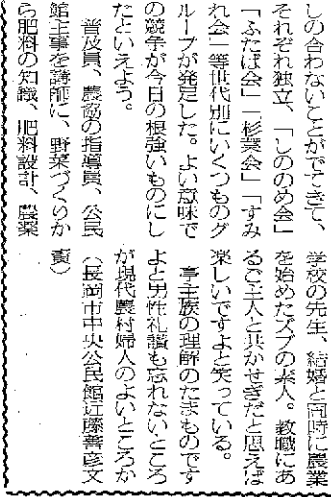 しの合わないことがでてきて、
それぞれ独立、「しののめ会」
「ふたば会」「杉葉会」「すみ
れ会」等世代別にいくつものグ
ループが発足した。よい意味で
の競争が今日の根強いものにし
たといえよう。
普及員、農協の指導員、公民
館主事を講師に、野菜づくりか
ら肥料の知識、肥料設計、農薬
学校の先生、結婚と同時に農業
を始めたズブの素人。教職にあ
るご主人と共かせぎだと思えば
楽しいですよと笑っている。
亭主族の理解のたまものです
よと男性礼讃も忘れないところ
が現代農村婦人のよいところか
(長岡市中央公民館近藤善彦文
責)